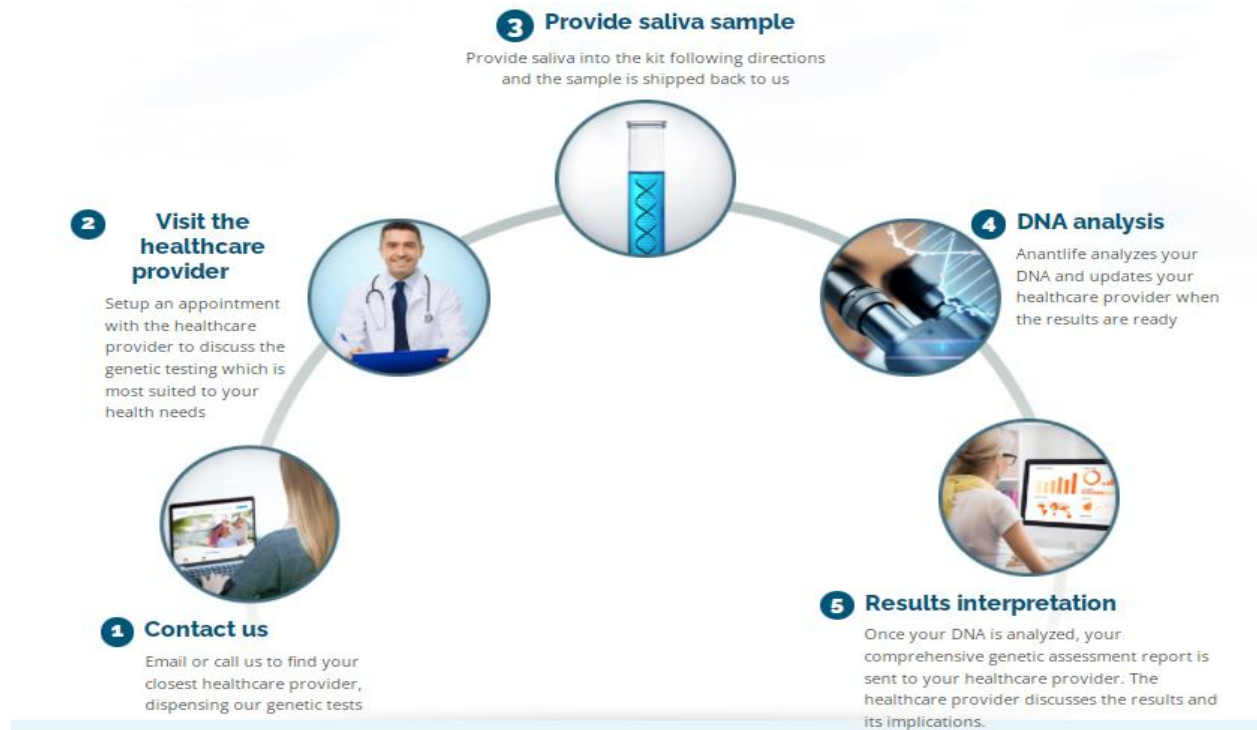 1 Contact us
Email or call us to find your
closest healthcare provider,
dispensing our genetic tests
2 Visit the
healthcare
provider
Setup an appointment
with the healthcare
provider to discuss the
genetic testing which is
most suited to your
health needs
3 Provide saliva sample
Provide saliva into the kit following directions
and the sample is shipped back to us
4 DNA analysis
Anantlife analyzes your
DNA and updates your
healthcare provider when
the results are ready
5 Results interpretation
Once your DNA is analyzed, your
comprehensive genetic assessment report is
sent to your healthcare provider. The
healthcare provider discusses the results and
its implications.